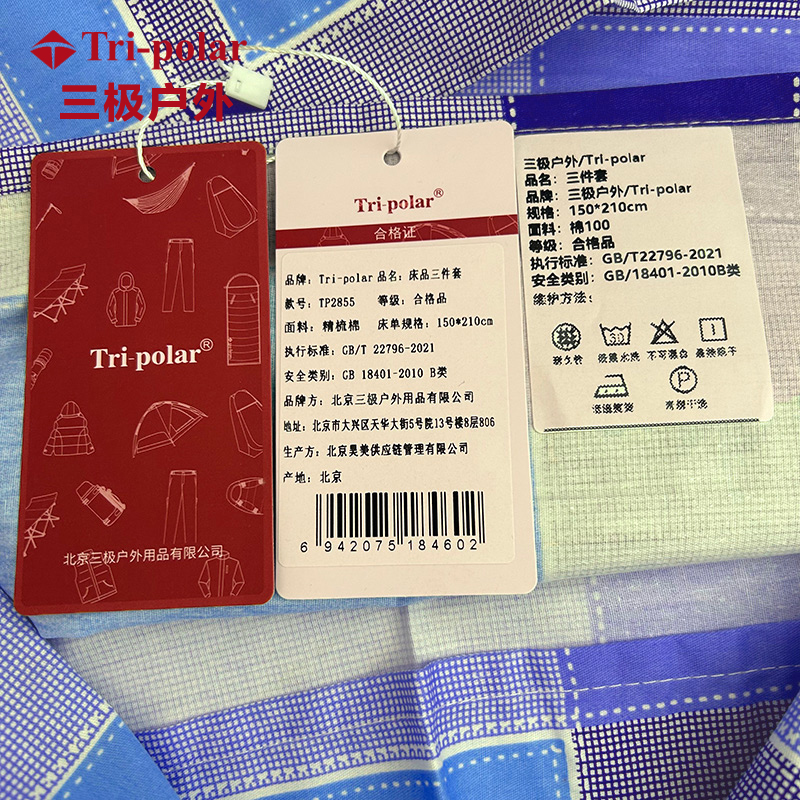 Tri-polar
三极户外
Tri-polar®
北京三极户外用品有限公司
Tri-polar®
合格证
品牌：Tri-polar 品名：床品三件套
款号：TP2855 等级：合格品
面料：精梳棉 床单规格：150*210cm
执行标准：GB/T 22796-2021
安全类别：GB 18401-2010 B类
品牌方：北京三极户外用品有限公司
地址：北京市大兴区天华大街5号院13号楼8层806
生产方：北京昊美供应链管理有限公司
产地：北京
6 942075 184602
三极户外/Tri-polar
品名：三件套
品牌：三极户外/Tri-polar
规格：150*210cm
面料：棉100
等级：合格品
执行标准：GB/T22796-2021
安全类别：GB/18401-2010B类
维护方法：
不可漂白
常规干洗